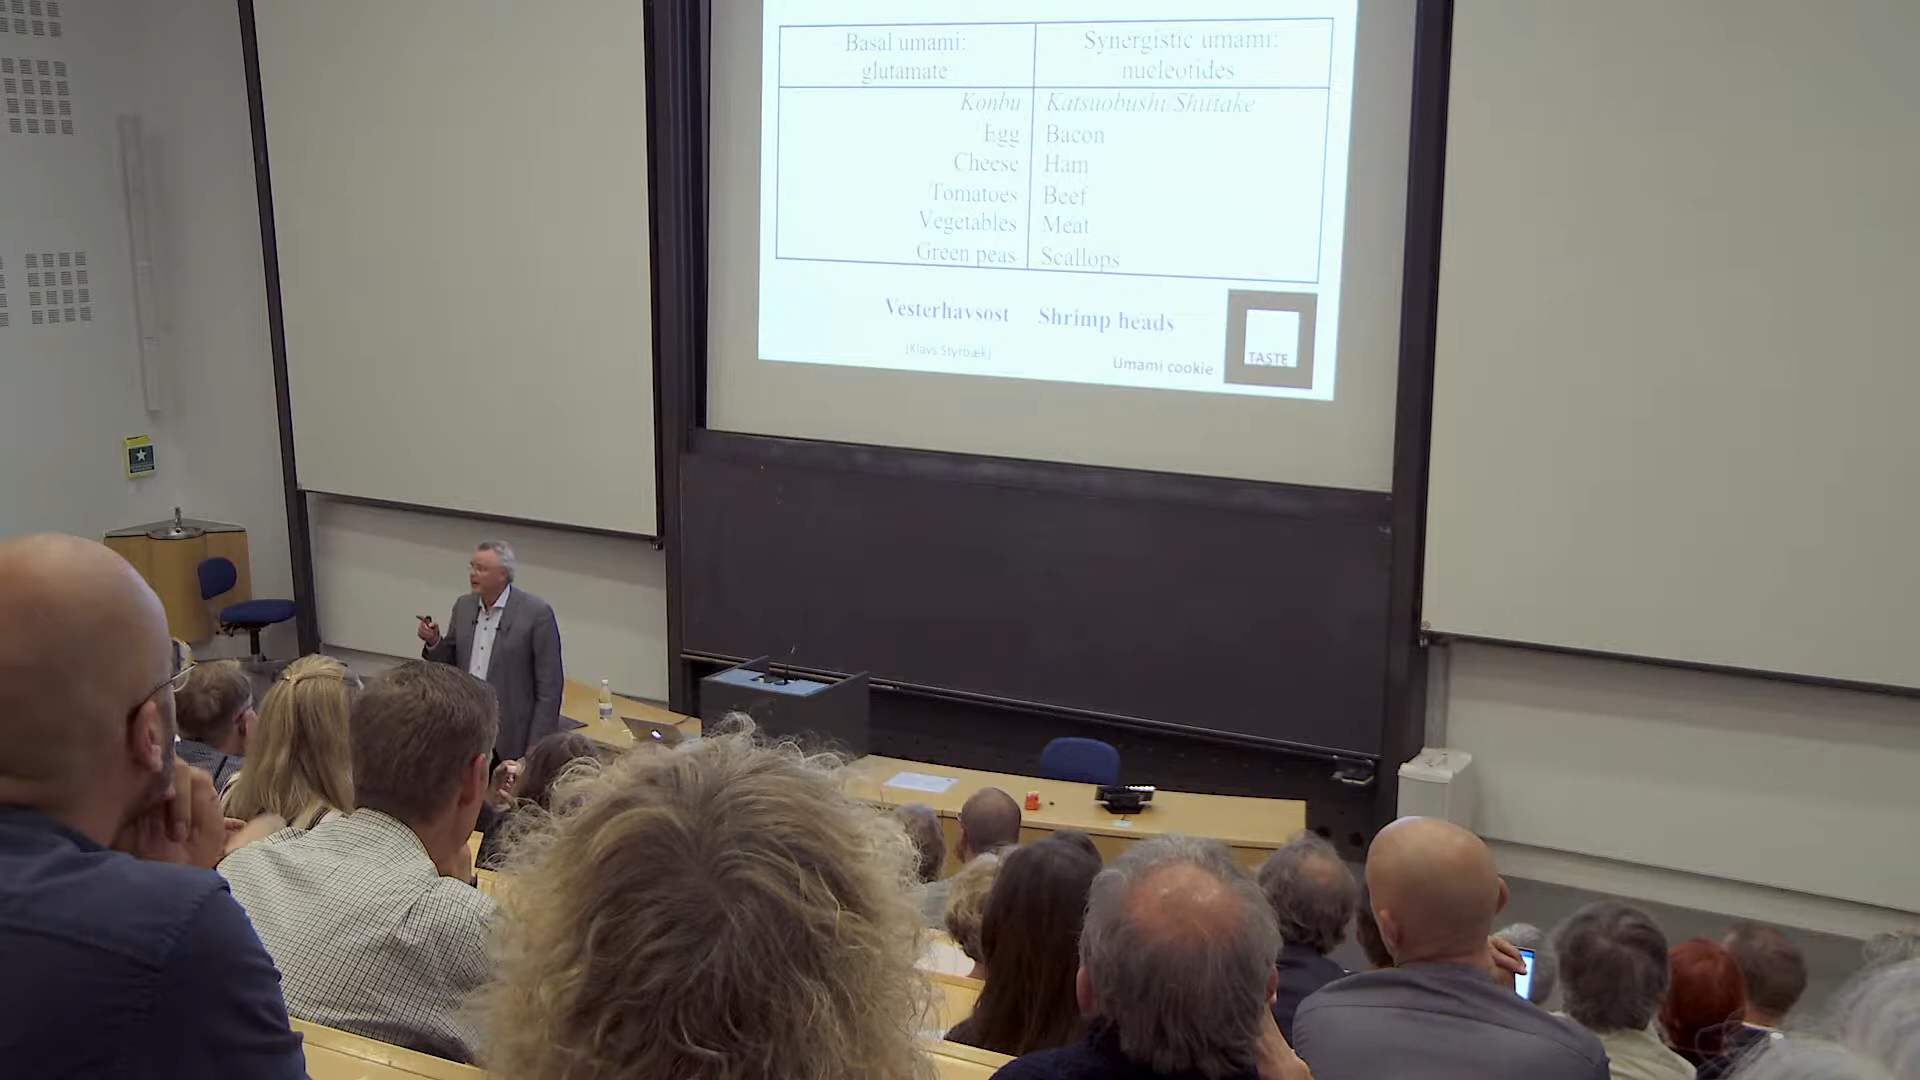 Basal umami:
glutamate
Synergistic umami:
nucleotides
Konbu
Katsuobushi Shiitake
Egg
Bacon
Cheese
Ham
Tomatoes
Beef
Vegetables
Meat
Green peas
Scallops
Vesterhavsost
Shrimp heads
(Klavs Styrbæk)
Umami cookie
TASTE